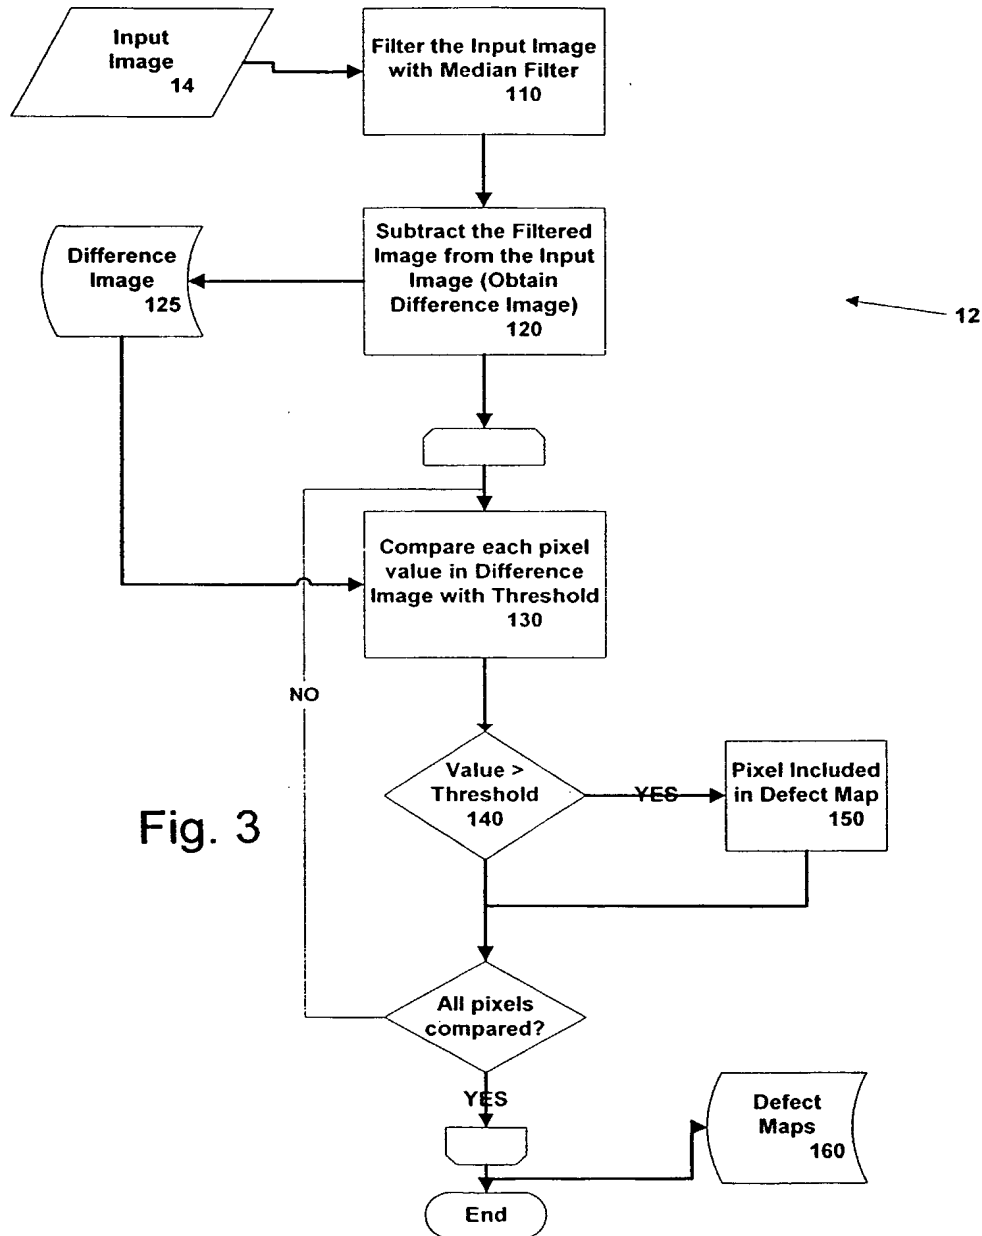 Input
Image
14
Filter the Input Image
with Median Filter
110
Subtract the Filtered
Image from the Input
Image (Obtain
Difference Image)
120
Difference
Image
125
12
Compare each pixel
value in Difference
Image with Threshold
130
NO
Value >
Threshold
140
YES
Pixel Included
in Defect Map
150
Fig. 3
All pixels
compared?
YES
Defect
Maps
160
End